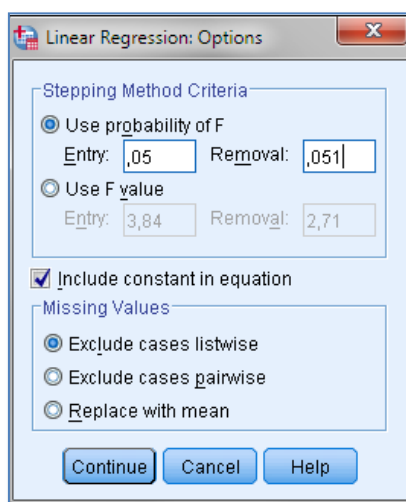 Linear Regression: Options
Stepping Method Criteria
Use probability of F
Entry: ,05 Removal: ,051
Use F value
Entry: 3,84 Removal: 2,71
Include constant in equation
Missing Values
Exclude cases listwise
Exclude cases pairwise
Replace with mean
Continue Cancel Help